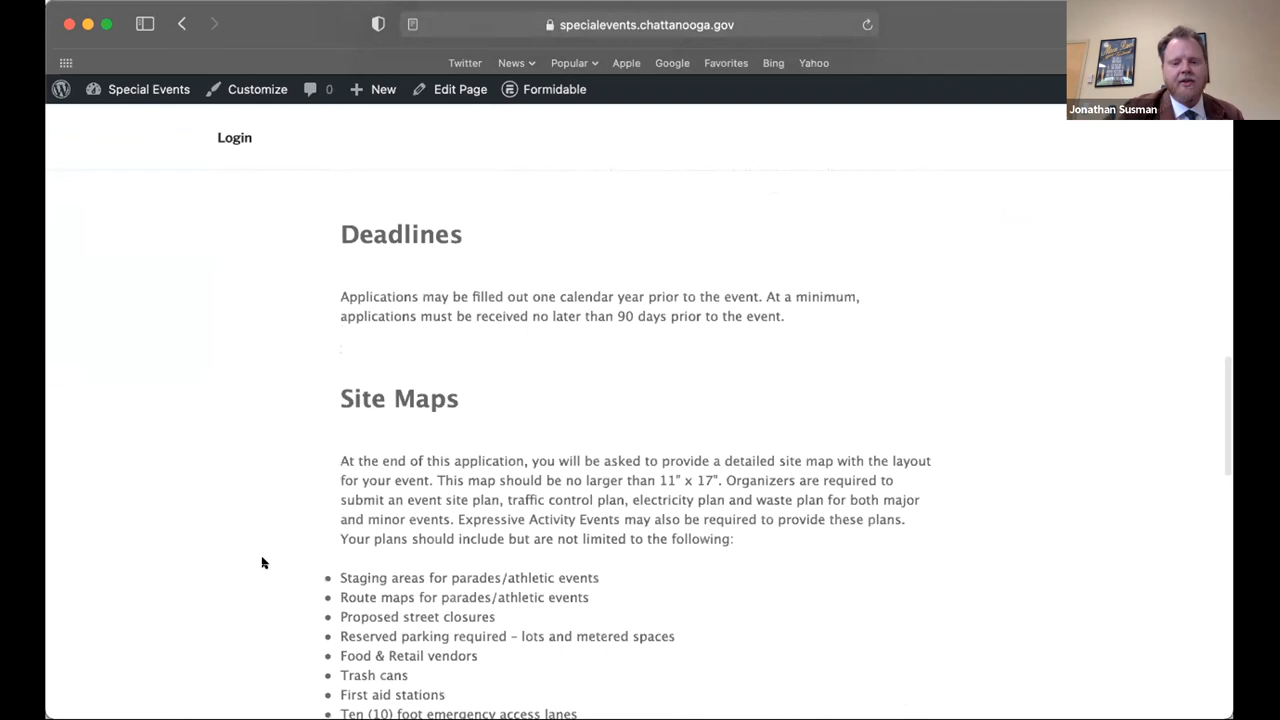 specialevents.chattanooga.gov
Twitter News Popular Apple Google Favorites Bing Yahoo
Special Events Customize 0 New Edit Page Formidable
Jonathan Susman
Login
Deadlines
Applications may be filled out one calendar year prior to the event. At a minimum,
applications must be received no later than 90 days prior to the event.
Site Maps
At the end of this application, you will be asked to provide a detailed site map with the layout
for your event. This map should be no larger than 11" x 17". Organizers are required to
submit an event site plan, traffic control plan, electricity plan and waste plan for both major
and minor events. Expressive Activity Events may also be required to provide these plans.
Your plans should include but are not limited to the following:
• Staging areas for parades/athletic events
• Route maps for parades/athletic events
• Proposed street closures
• Reserved parking required – lots and metered spaces
• Food & Retail vendors
• Trash cans
• First aid stations
• Ten (10) foot emergency access lanes